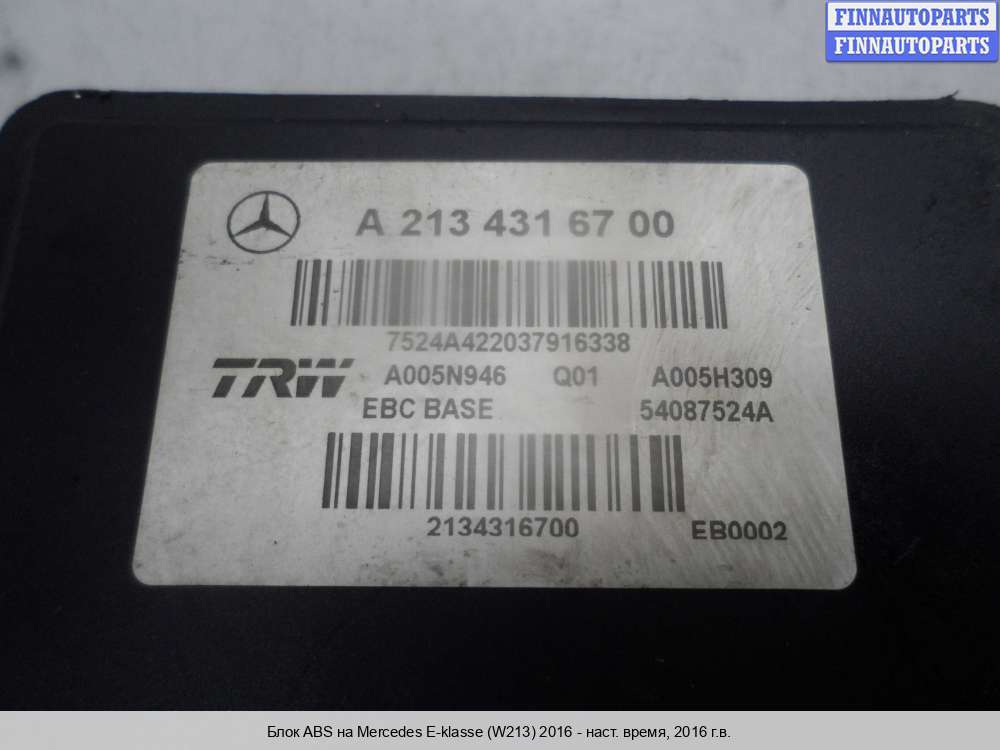 FINNAUTOPARTS
FINNAUTOPARTS
A 213 431 67 00
7524A422037916338
TRW A005N946 Q01 A005H309
EBC BASE 54087524A
2134316700 EB0002
Блок ABS на Mercedes E-klasse (W213) 2016 - наст. время, 2016 г.в.